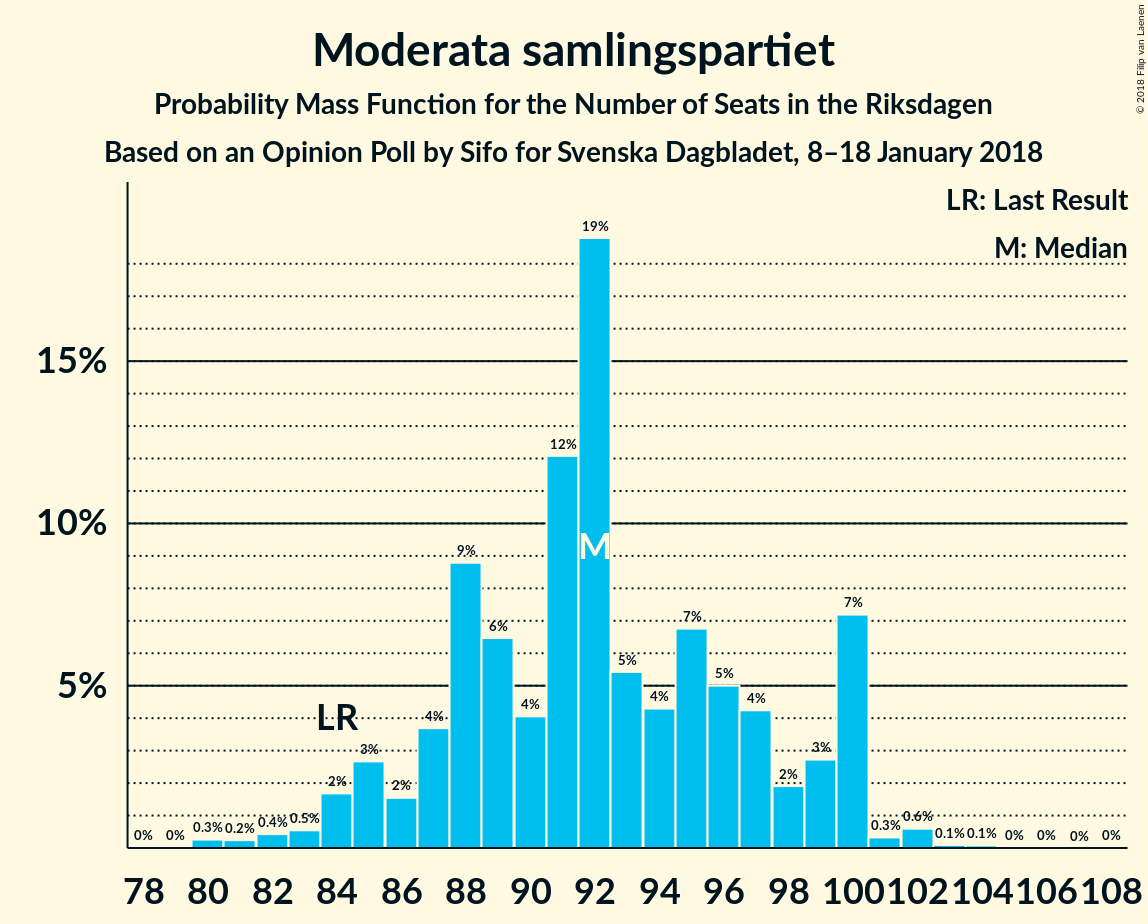 Moderata samlingspartiet
Probability Mass Function for the Number of Seats in the Riksdagen
Based on an Opinion Poll by Sifo for Svenska Dagbladet, 8–18 January 2018
© 2018 Filip van Laenen
LR: Last Result
M: Median
15%
10%
5%
0% 0% 0.3% 0.2% 0.4% 0.5% 2% 3% 2% 4% 9% 6% 4% 12% 19% 5% 4% 7% 5% 4% 2% 3% 7% 0.3% 0.6% 0.1% 0.1% 0% 0% 0% 0%
LR
M
78 80 82 84 86 88 90 92 94 96 98 100 102 104 106 108